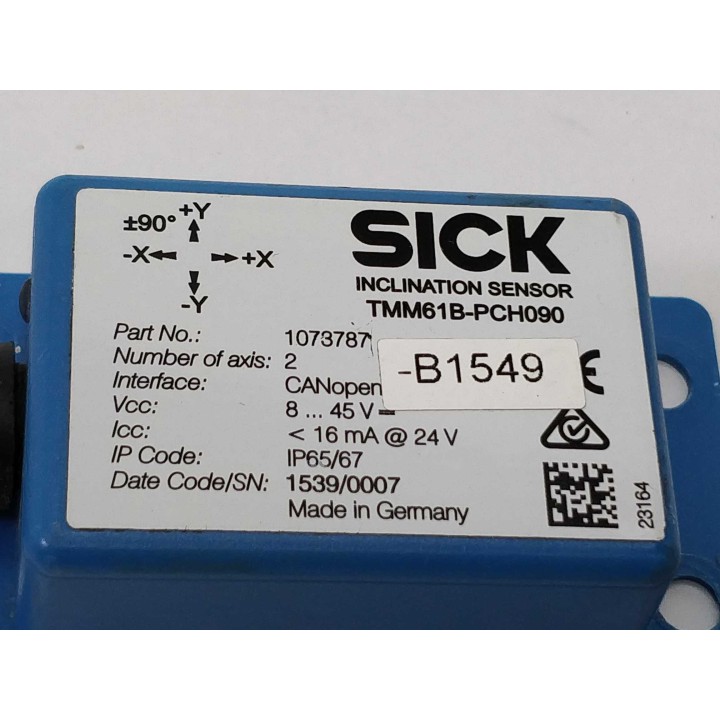 SICK
INCLINATION SENSOR
TMM61B-PCH090
±90° +Y
-X +X
-Y
Part No.: 1073787
Number of axis: 2
Interface: CANopen
-B1549
CE
Vcc: 8 ... 45 V
Icc: < 16 mA @ 24 V
IP Code: IP65/67
Date Code/SN: 1539/0007
Made in Germany
23164